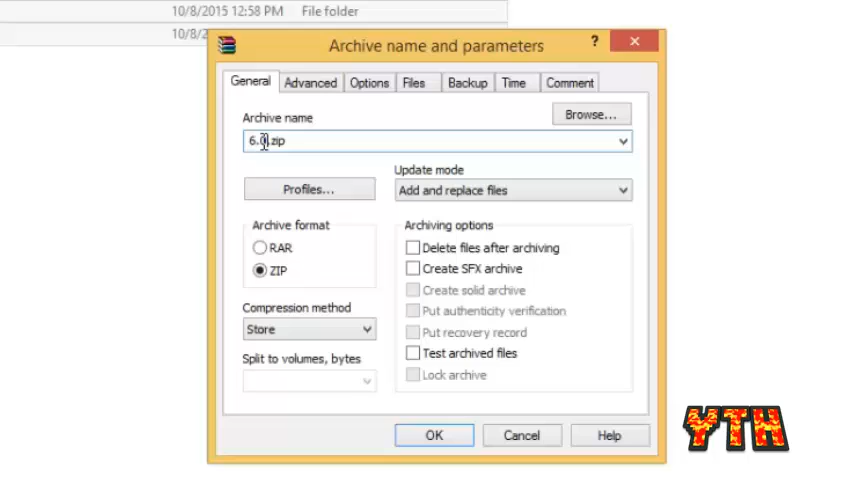 10/8/2015 12:58 PM File folder
10/8/2
Archive name and parameters ?
General Advanced Options Files Backup Time Comment
Archive name
Browse...
6.0.zip
Update mode
Profiles... Add and replace files
Archive format Archiving options
RAR Delete files after archiving
ZIP Create SFX archive
Create solid archive
Compression method Put authenticity verification
Store Put recovery record
Split to volumes, bytes Test archived files
Lock archive
OK Cancel Help
YTH